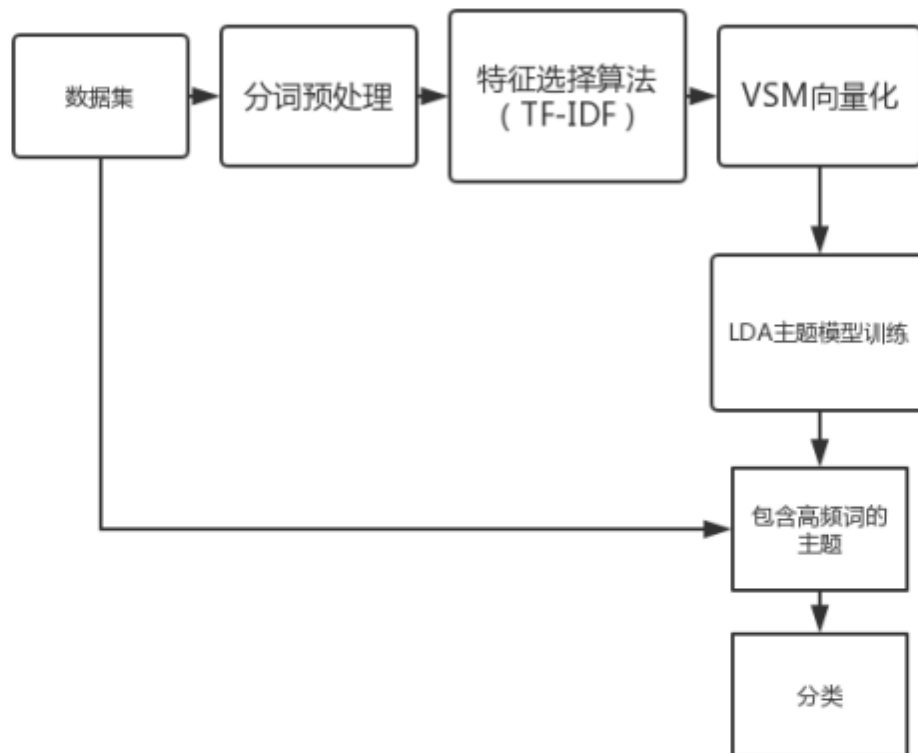 数据集
分词预处理
特征选择算法
（TF-IDF）
VSM向量化
LDA主题模型训练
包含高频词的
主题
分类